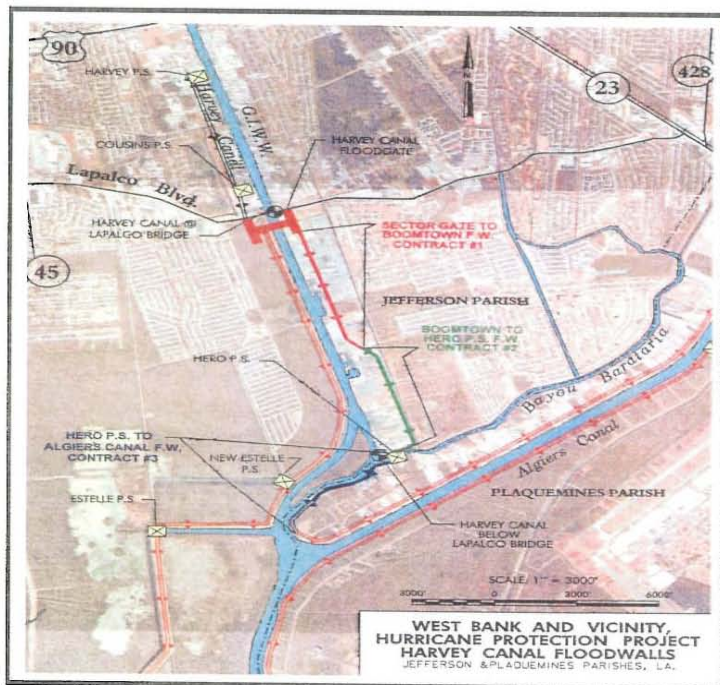 90
HARVEY P.S.
428
23
Harvey Canal
G.I.W.W.
COUSINS P.S.
HARVEY CANAL
FLOODGATE
Lapalco Blvd.
HARVEY CANAL @
LAPALCO BRIDGE
SECTOR GATE TO
BOOMTOWN F.W.
CONTRACT #1
45
JEFFERSON PARISH
BOOMTOWN TO
HERO P.S. F.W.
CONTRACT #2
HERO P.S.
Bayou Barataria
HERO P.S. TO
ALGIERS CANAL F.W.
CONTRACT #3
NEW ESTELLE
P.S.
Algiers Canal
PLAQUEMINES PARISH
ESTELLE P.S.
HARVEY CANAL
BELOW
LAPALCO BRIDGE
SCALE: 1" = 3000'
3000' 0 3000' 6000'
WEST BANK AND VICINITY,
HURRICANE PROTECTION PROJECT
HARVEY CANAL FLOODWALLS
JEFFERSON & PLAQUEMINES PARISHES, LA.